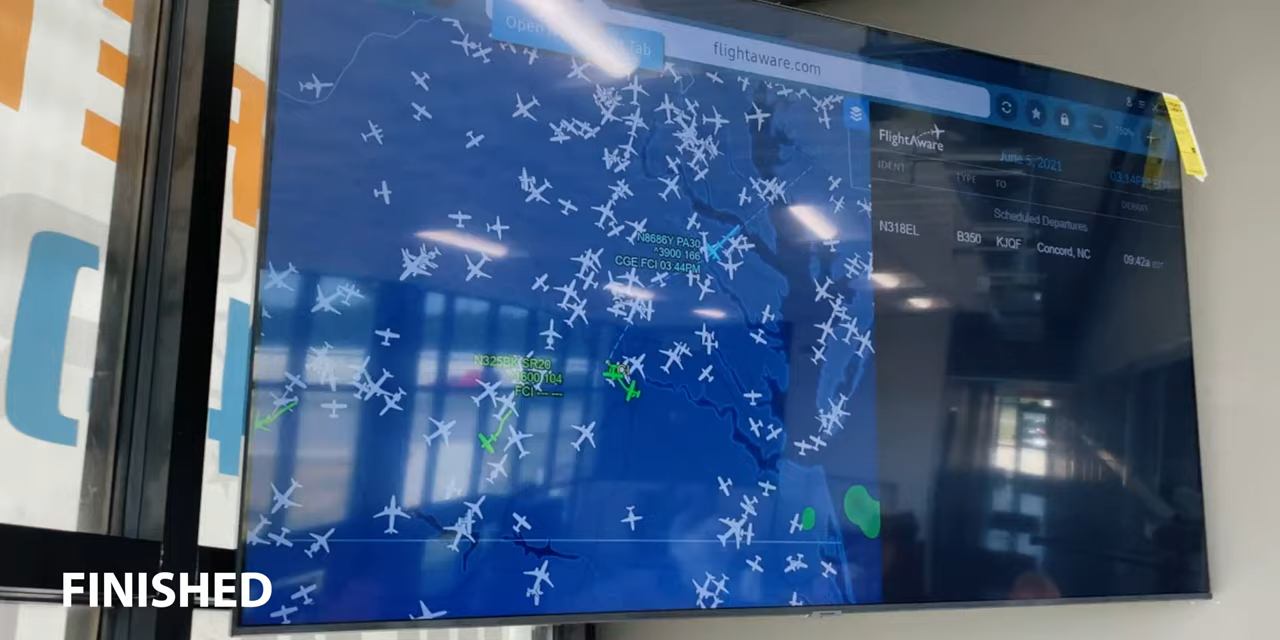 flightaware.com
FlightAware
June 5, 2021
IDENT TYPE TO DEPART
Scheduled Departures
N318EL B350 KJQF Concord, NC 09:42a EDT
N8686Y PA30
^3900 166
CGE FCI 03:44PM
SR20
104
FCI
FINISHED